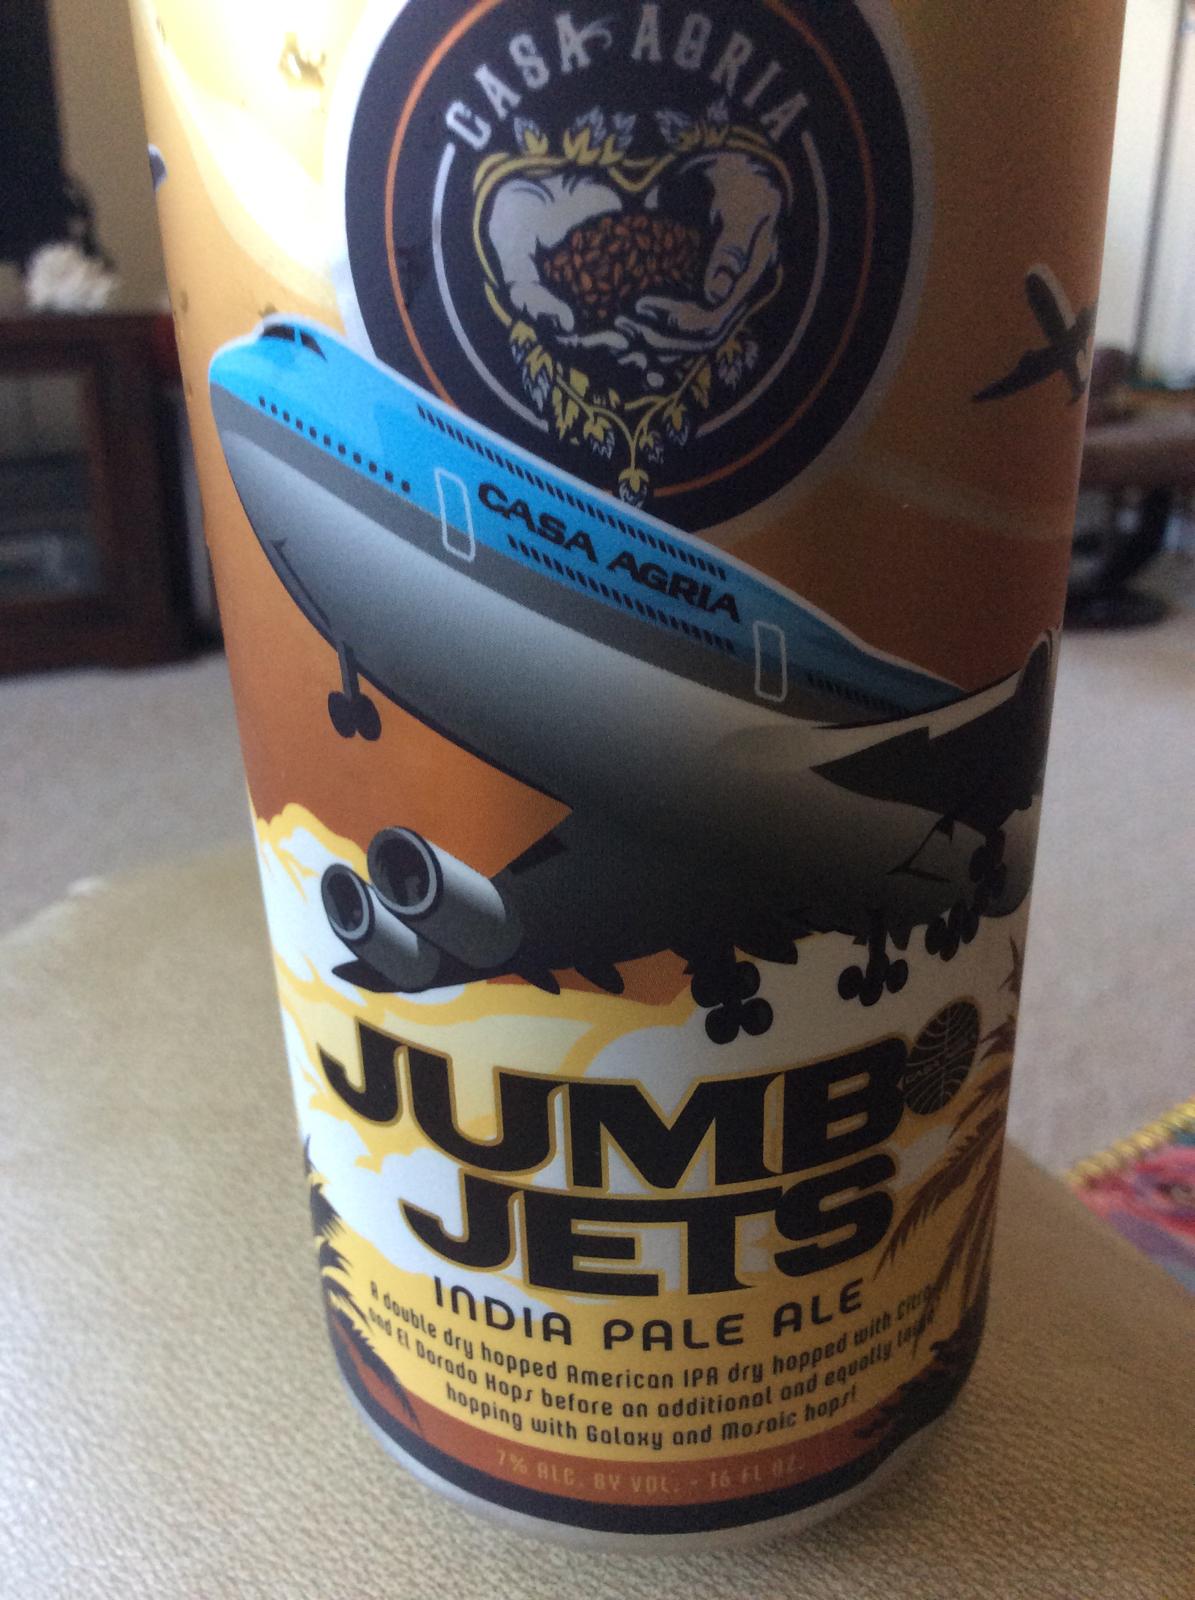 CASA AGRIA
CASA AGRIA
JUMBO
JETS
INDIA PALE ALE
A double dry hopped American IPA dry hopped with Citra
and El Dorado Hops before an additional and equally large
hopping with Galaxy and Mosaic hops!
7% ALC. BY VOL. - 16 FL OZ.